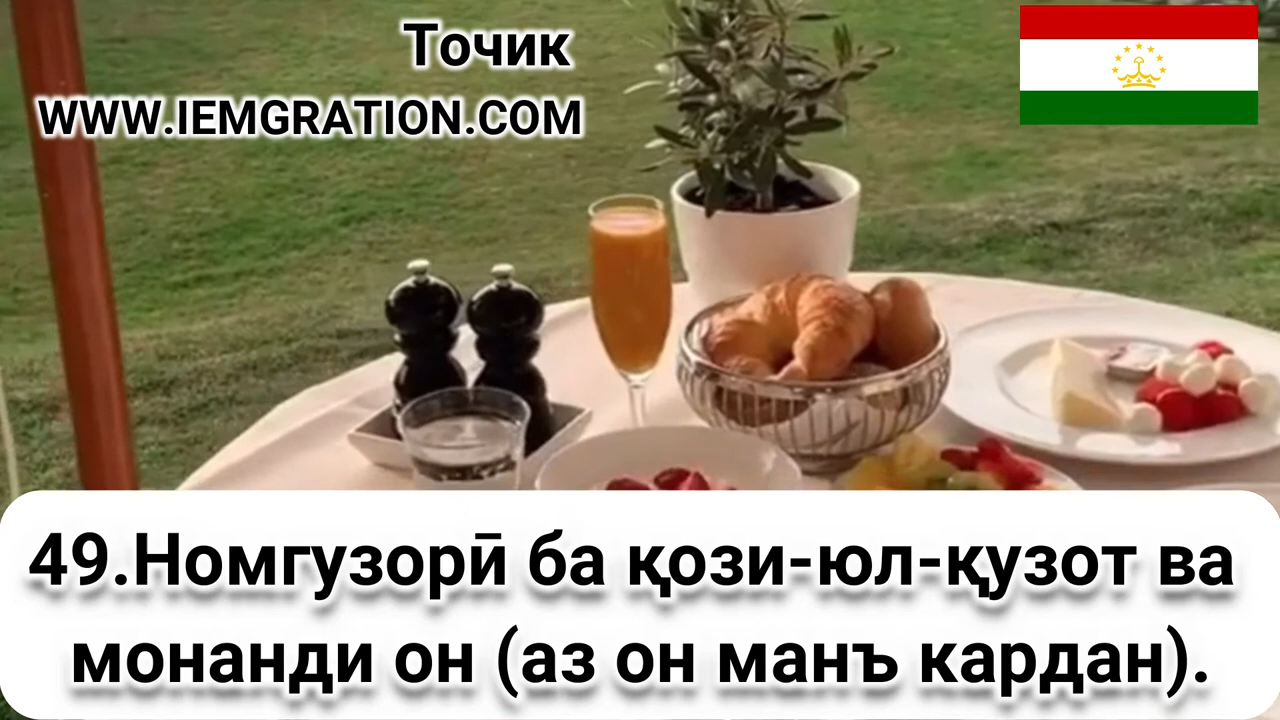 Точик
WWW.IEMGRATION.COM
49.Номгузорӣ ба қози-юл-қузот ва
монанди он (аз он манъ кардан).